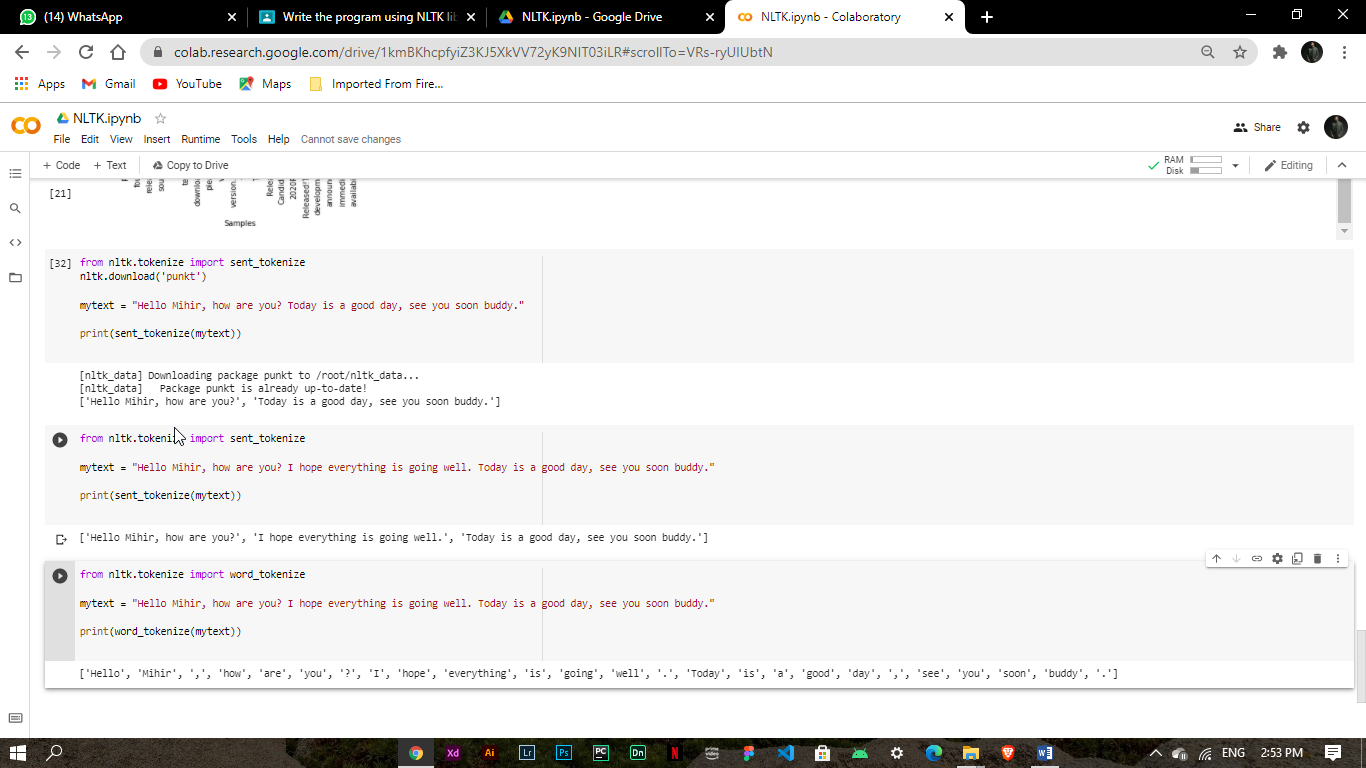 (14) WhatsApp
Write the program using NLTK lib
NLTK.ipynb - Google Drive
NLTK.ipynb - Colaboratory
colab.research.google.com/drive/1kmBKhcpfyiZ3KJ5XkVV72yK9NIT03iLR#scrollTo=VRs-ryUIUbtN
Apps Gmail YouTube Maps Imported From Fire...
NLTK.ipynb
File Edit View Insert Runtime Tools Help Cannot save changes
Share
+ Code + Text Copy to Drive
RAM
Disk
Editing
[21]
Samples
[32] from nltk.tokenize import sent_tokenize
nltk.download('punkt')
mytext = "Hello Mihir, how are you? Today is a good day, see you soon buddy."
print(sent_tokenize(mytext))
[nltk_data] Downloading package punkt to /root/nltk_data...
[nltk_data]   Package punkt is already up-to-date!
['Hello Mihir, how are you?', 'Today is a good day, see you soon buddy.']
from nltk.tokenize import sent_tokenize
mytext = "Hello Mihir, how are you? I hope everything is going well. Today is a good day, see you soon buddy."
print(sent_tokenize(mytext))
['Hello Mihir, how are you?', 'I hope everything is going well.', 'Today is a good day, see you soon buddy.']
from nltk.tokenize import word_tokenize
mytext = "Hello Mihir, how are you? I hope everything is going well. Today is a good day, see you soon buddy."
print(word_tokenize(mytext))
['Hello', 'Mihir', ',', 'how', 'are', 'you', '?', 'I', 'hope', 'everything', 'is', 'going', 'well', '.', 'Today', 'is', 'a', 'good', 'day', ',', 'see', 'you', 'soon', 'buddy', '.']
Xd Ai Lr Ps PC Dn N
ENG 2:53 PM